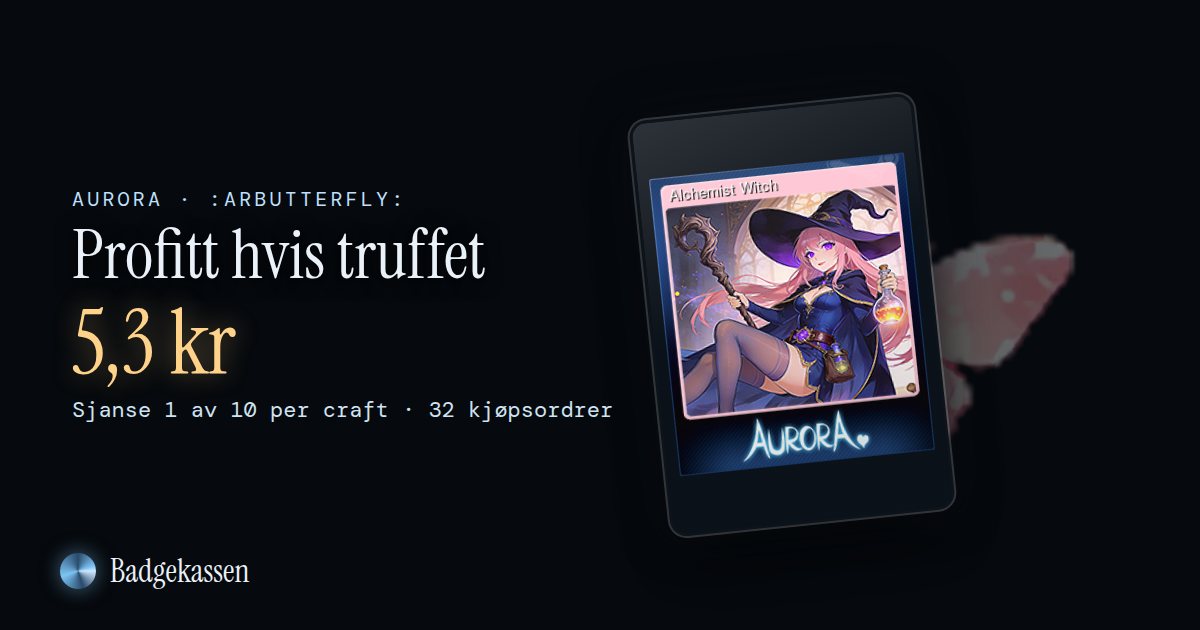 AURORA · :ARBUTTERFLY:
Profitt hvis truffet
5,3 kr
Sjanse 1 av 10 per craft · 32 kjøpsordrer
Alchemist Witch
AURORA
Badgekassen